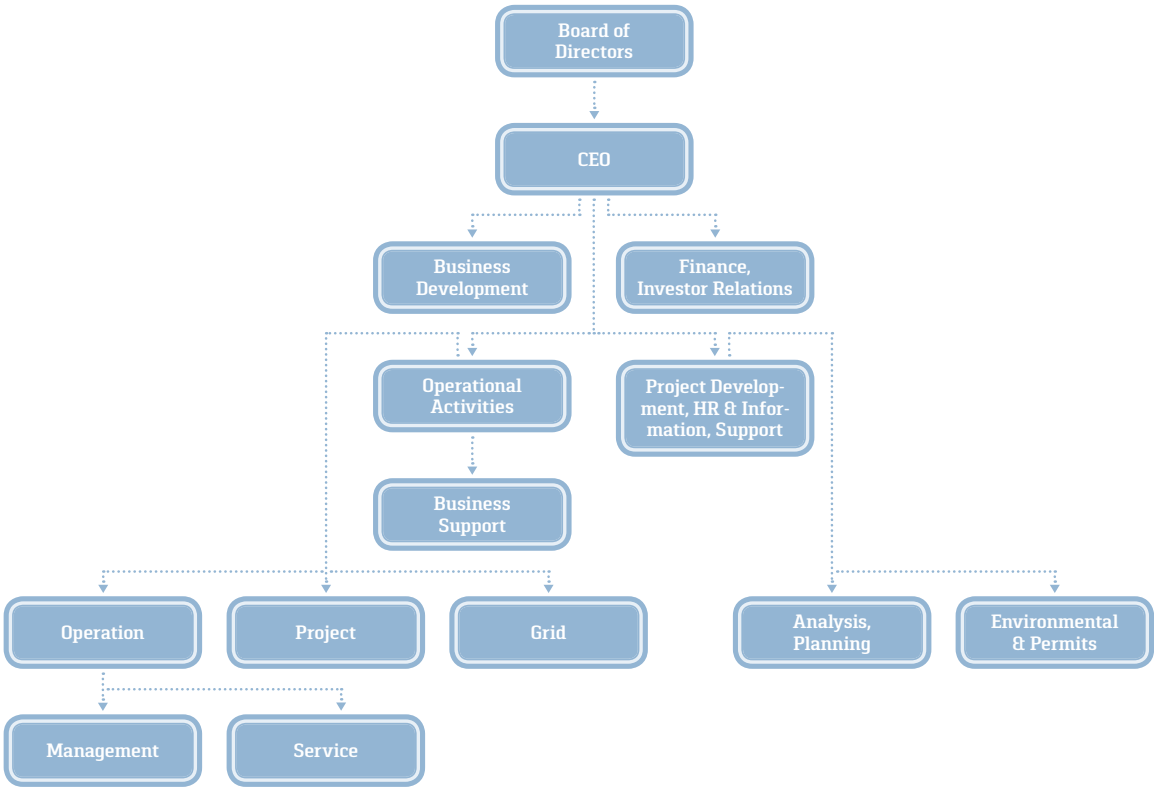 Board of
Directors
CEO
Business
Development
Finance,
Investor Relations
Operational
Activities
Project Develop-
ment, HR & Infor-
mation, Support
Business
Support
Operation
Project
Grid
Analysis,
Planning
Environmental
& Permits
Management
Service